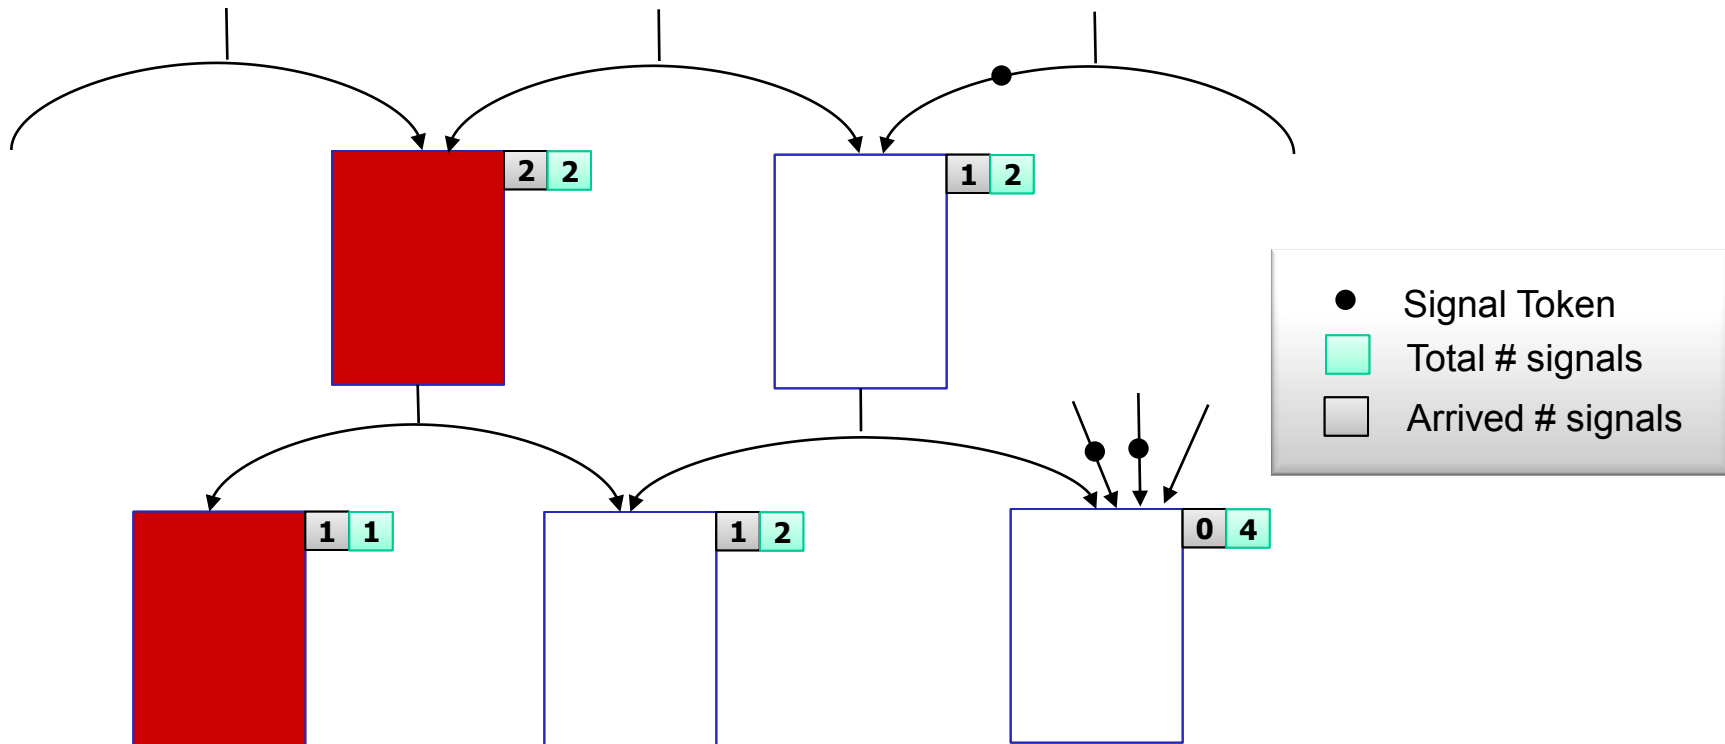 2 2
1 2
Signal Token
Total # signals
Arrived # signals
1 1
1 2
0 4